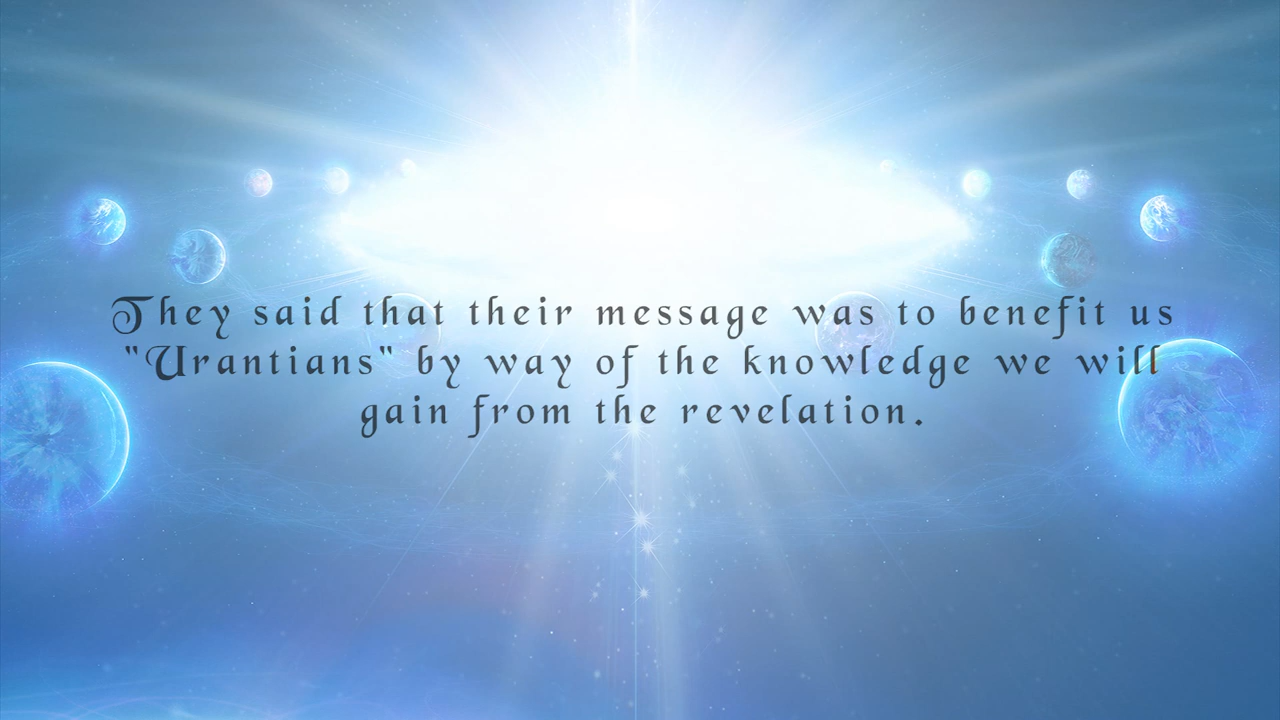 They said that their message was to benefit us
"Urantians" by way of the knowledge we will
gain from the revelation.